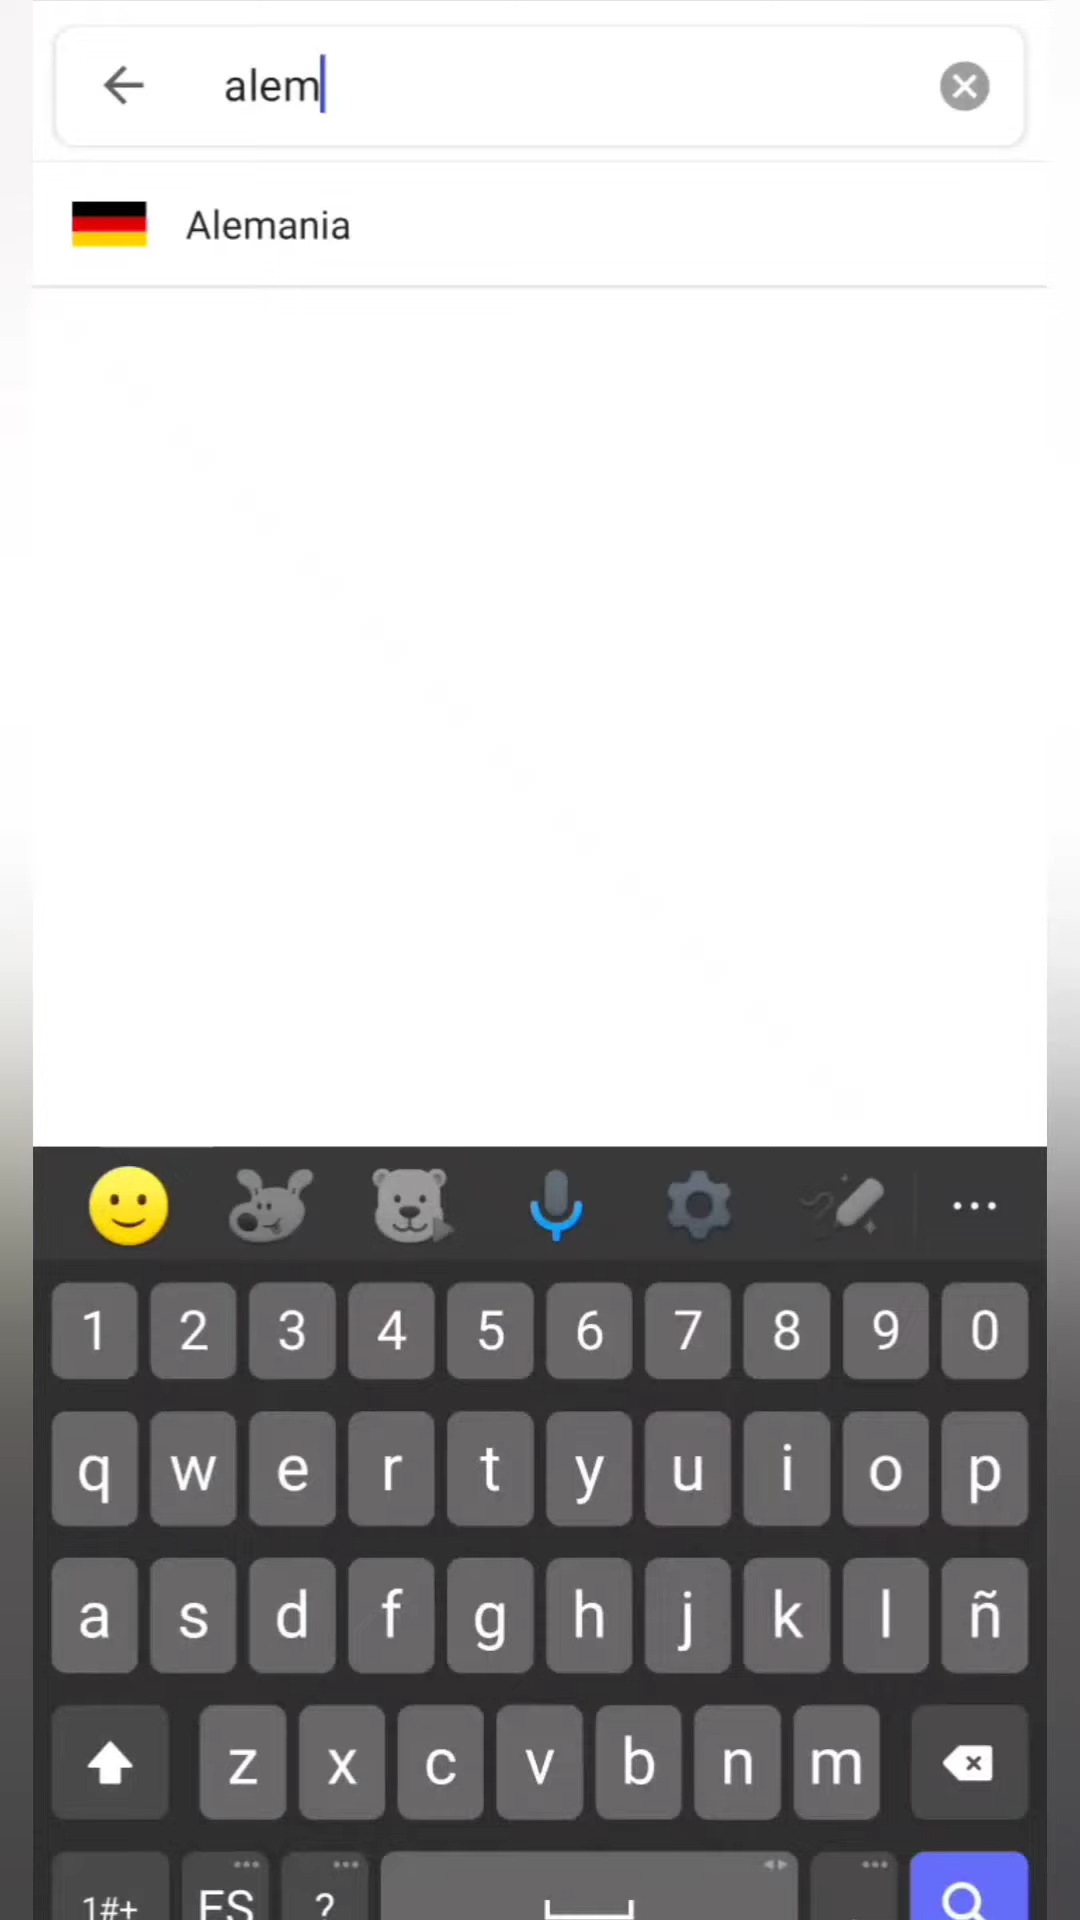 alem
Alemania
1 2 3 4 5 6 7 8 9 0
q w e r t y u i o p
a s d f g h j k l ñ
z x c v b n m
1#+ ES ?